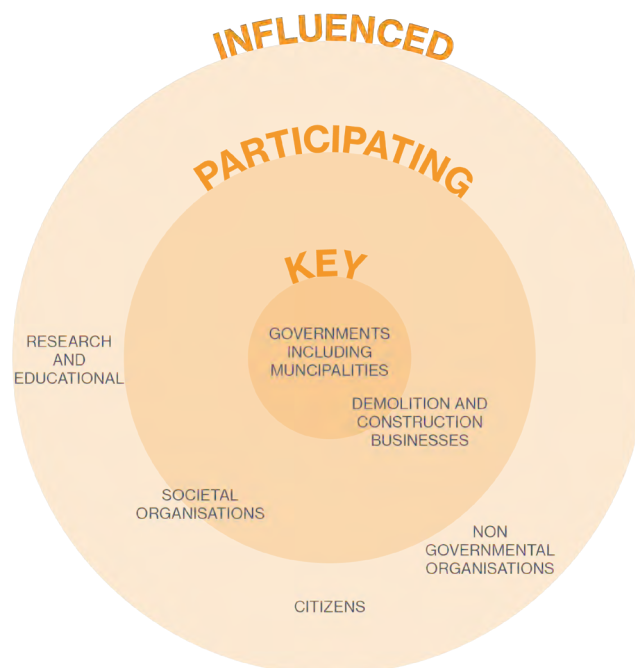 INFLUENCED
PARTICIPATING
KEY
GOVERNMENTS
INCLUDING
MUNCIPALITIES
RESEARCH
AND
EDUCATIONAL
DEMOLITION AND
CONSTRUCTION
BUSINESSES
SOCIETAL
ORGANISATIONS
NON
GOVERNMENTAL
ORGANISATIONS
CITIZENS